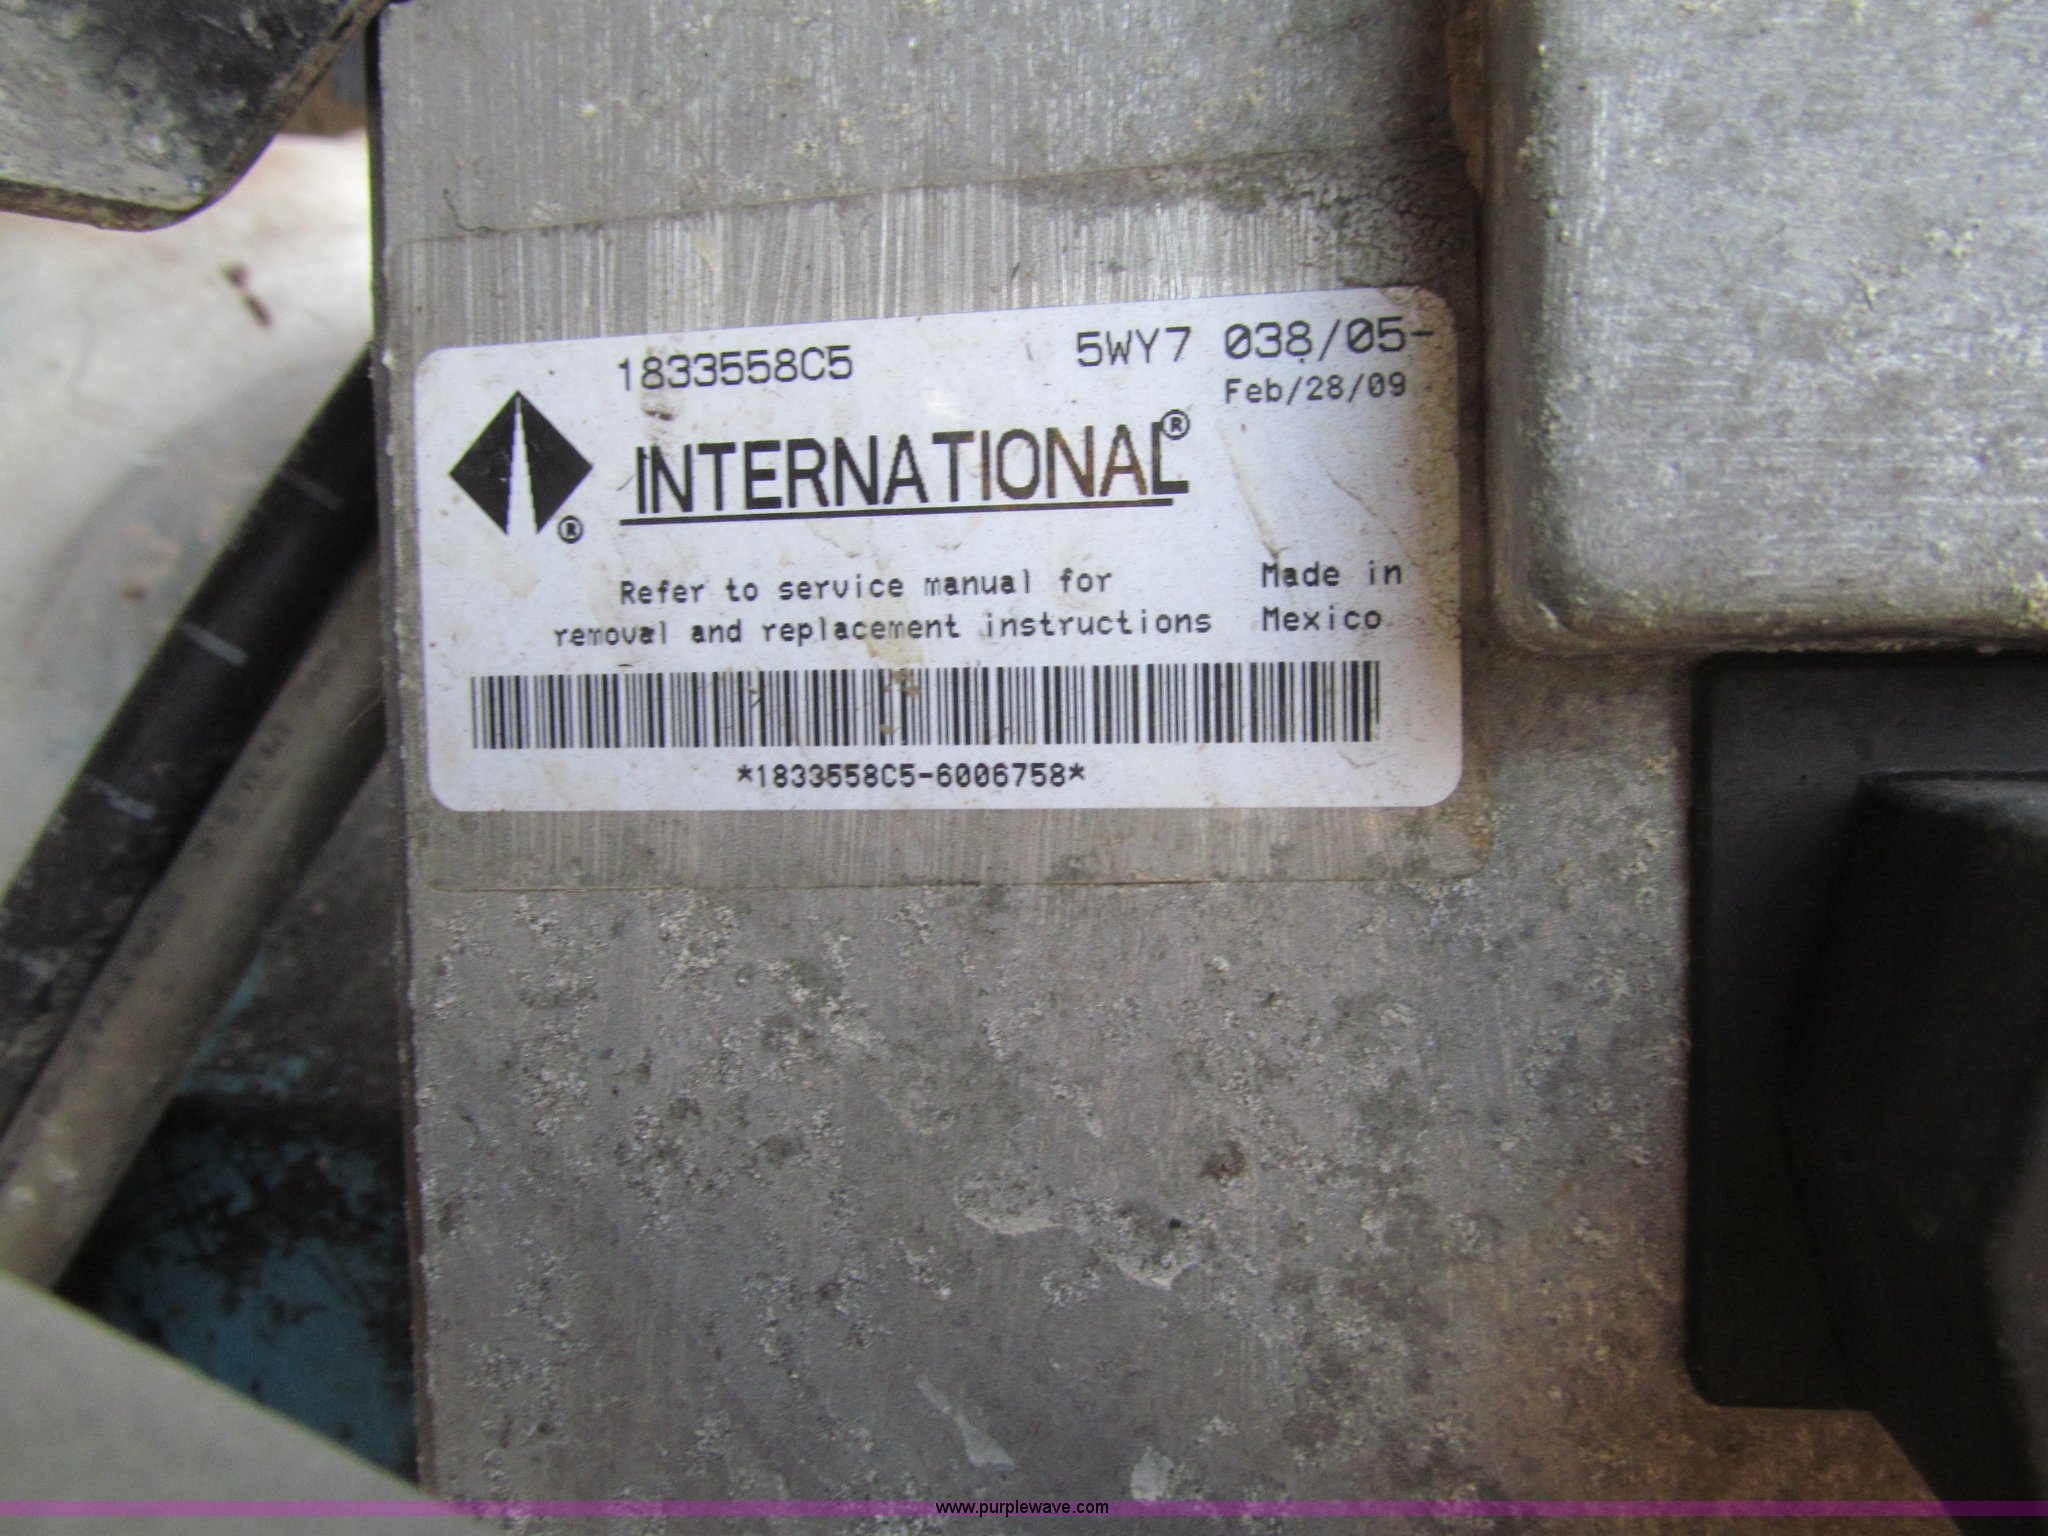 1833558C5 5WY7 038/05-
Feb/28/09
INTERNATIONAL®
®
Refer to service manual for
removal and replacement instructions
Made in
Mexico
*1833558C5-6006758*
www.purplewave.com